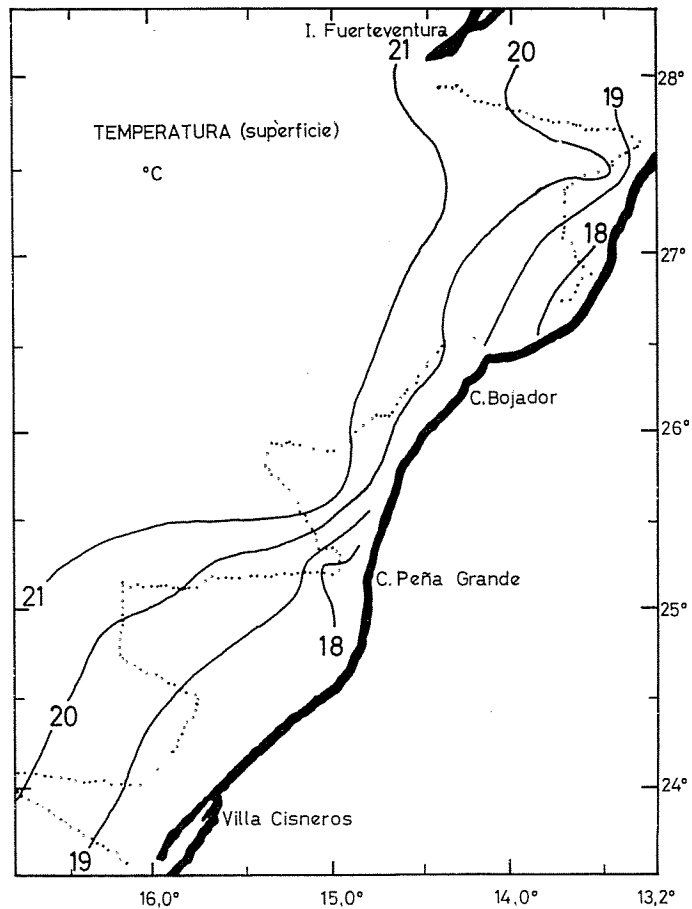 I. Fuerteventura
21
20
28°
19
TEMPERATURA (superficie)
°C
18
27°
C. Bojador
26°
C. Peña Grande
21
25°
18
20
24°
Villa Cisneros
19
16,0°
15,0°
14,0°
13,2°